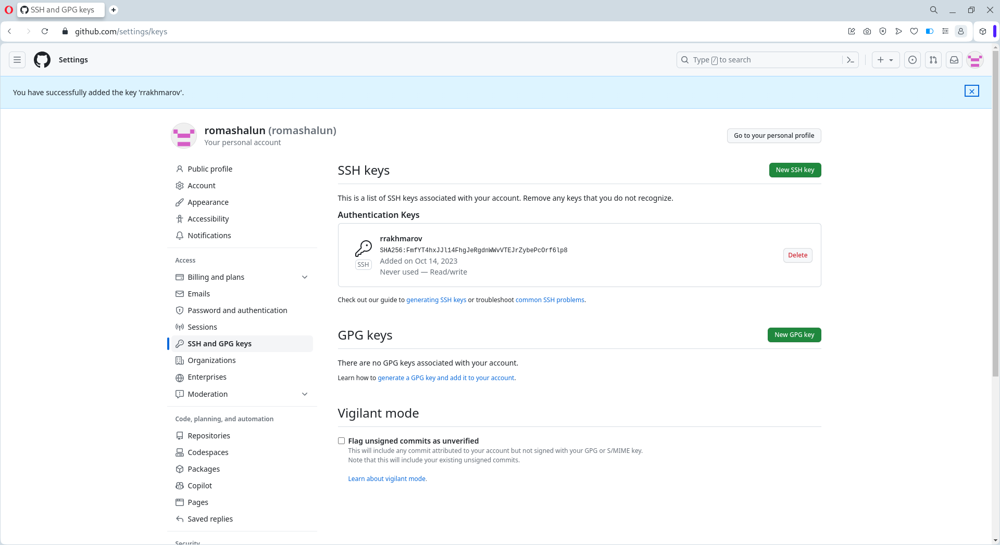 SSH and GPG keys
github.com/settings/keys
Settings
Type / to search
You have successfully added the key 'rrakhmarov'.
romashalun (romashalun)
Your personal account
Go to your personal profile
Public profile
Account
Appearance
Accessibility
Notifications
Access
Billing and plans
Emails
Password and authentication
Sessions
SSH and GPG keys
Organizations
Enterprises
Moderation
Code, planning, and automation
Repositories
Codespaces
Packages
Copilot
Pages
Saved replies
Security
SSH keys
New SSH key
This is a list of SSH keys associated with your account. Remove any keys that you do not recognize.
Authentication Keys
rrakhmarov
SHA256:FmfYT4hxJJl14FhgJeRgdnWWvVTEJrZybePcOrf6lp8
SSH
Added on Oct 14, 2023
Never used — Read/write
Delete
Check out our guide to generating SSH keys or troubleshoot common SSH problems.
GPG keys
New GPG key
There are no GPG keys associated with your account.
Learn how to generate a GPG key and add it to your account.
Vigilant mode
Flag unsigned commits as unverified
This will include any commit attributed to your account but not signed with your GPG or S/MIME key.
Note that this will include your existing unsigned commits.
Learn about vigilant mode.